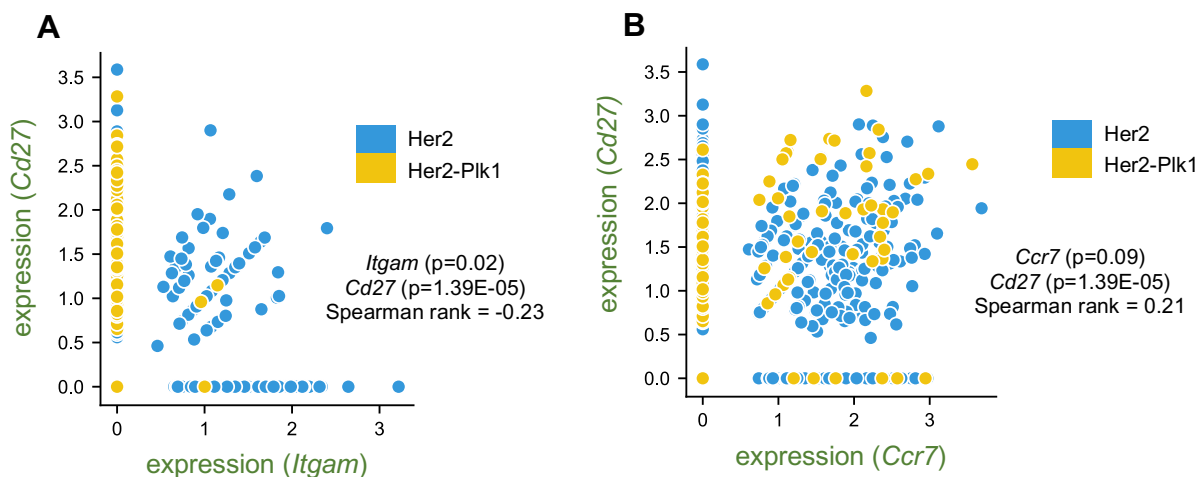 A
3.5
3.0
2.5
2.0
1.5
1.0
0.5
0.0
0
1
2
3
expression (Cd27)
expression (Itgam)
Her2
Her2-Plk1
Itgam (p=0.02)
Cd27 (p=1.39E-05)
Spearman rank = -0.23
B
3.5
3.0
2.5
2.0
1.5
1.0
0.5
0.0
0
1
2
3
expression (Cd27)
expression (Ccr7)
Her2
Her2-Plk1
Ccr7 (p=0.09)
Cd27 (p=1.39E-05)
Spearman rank = 0.21